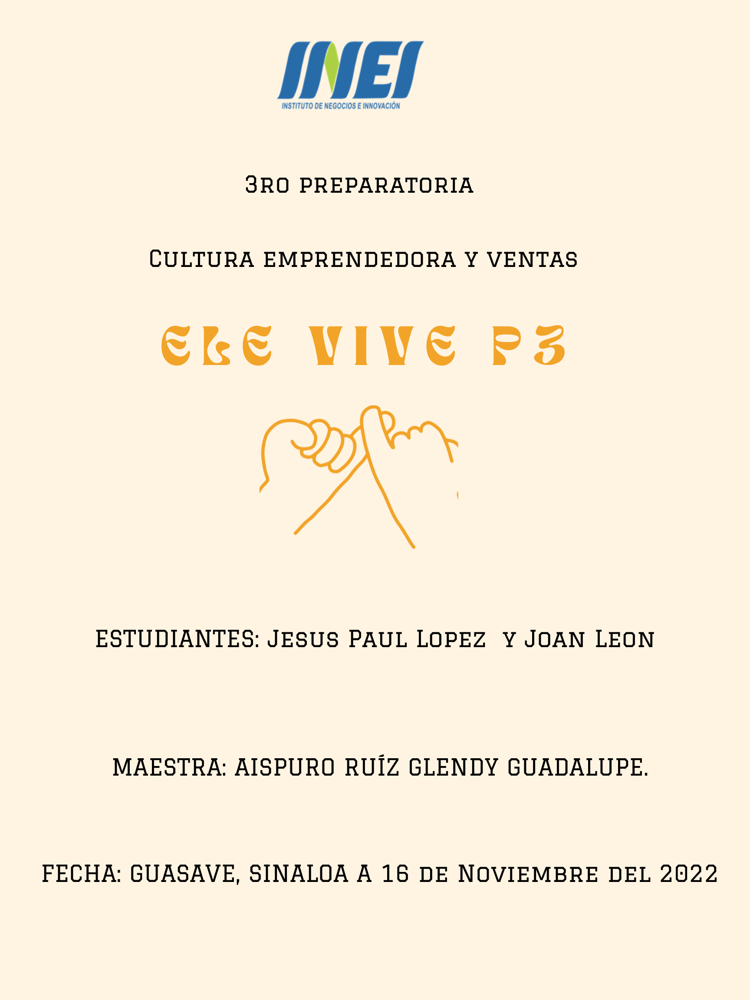 INEI
INSTITUTO DE NEGOCIOS E INNOVACIÓN
3ro preparatoria
Cultura emprendedora y ventas
ELE VIVE P3
ESTUDIANTES: Jesus Paul Lopez y Joan Leon
MAESTRA: AISPURO RUÍZ GLENDY GUADALUPE.
FECHA: GUASAVE, SINALOA A 16 de Noviembre del 2022